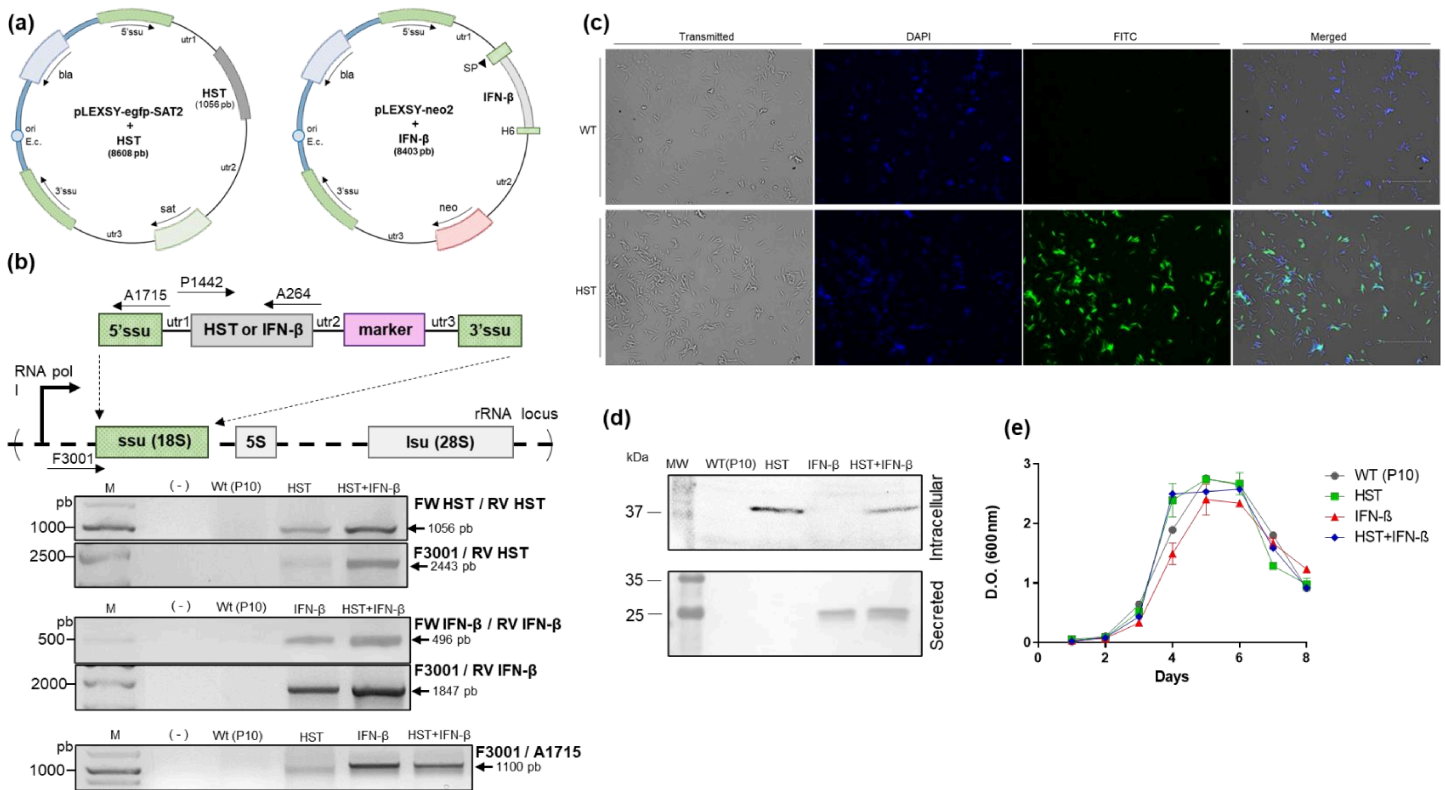 (a)
5'ssu
utr1
bla
HST
(1056 pb)
pLEXSY-egfp-SAT2
+
HST
(8608 pb)
ori
E.c.
utr2
3'ssu
sat
utr3
5'ssu
utr1
SP
bla
IFN-β
pLEXSY-neo2
+
IFN-β
(8403 pb)
H6
ori
E.c.
utr2
3'ssu
neo
utr3
(b)
P1442
A1715
A264
5'ssu
utr1
HST or IFN-β
utr2
marker
utr3
3'ssu
RNA pol
I
rRNA locus
ssu (18S)
5S
lsu (28S)
F3001
pb
M
(-)
Wt (P10)
HST
HST+IFN-β
FW HST / RV HST
1000
1056 pb
2500
F3001 / RV HST
2443 pb
pb
M
(-)
Wt (P10)
IFN-β
HST+IFN-β
FW IFN-β / RV IFN-β
500
496 pb
F3001 / RV IFN-β
2000
1847 pb
pb
M
(-)
Wt (P10)
HST
IFN-β
HST+IFN-β
F3001 / A1715
1000
1100 pb
(c)
Transmitted
DAPI
FITC
Merged
WT
HST
(d)
kDa
MW
WT(P10)
HST
IFN-β
HST+IFN-β
37
Intracellular
35
25
Secreted
(e)
3
2
1
0
D.O. (600nm)
0
2
4
6
8
Days
WT (P10)
HST
IFN-ß
HST+IFN-ß